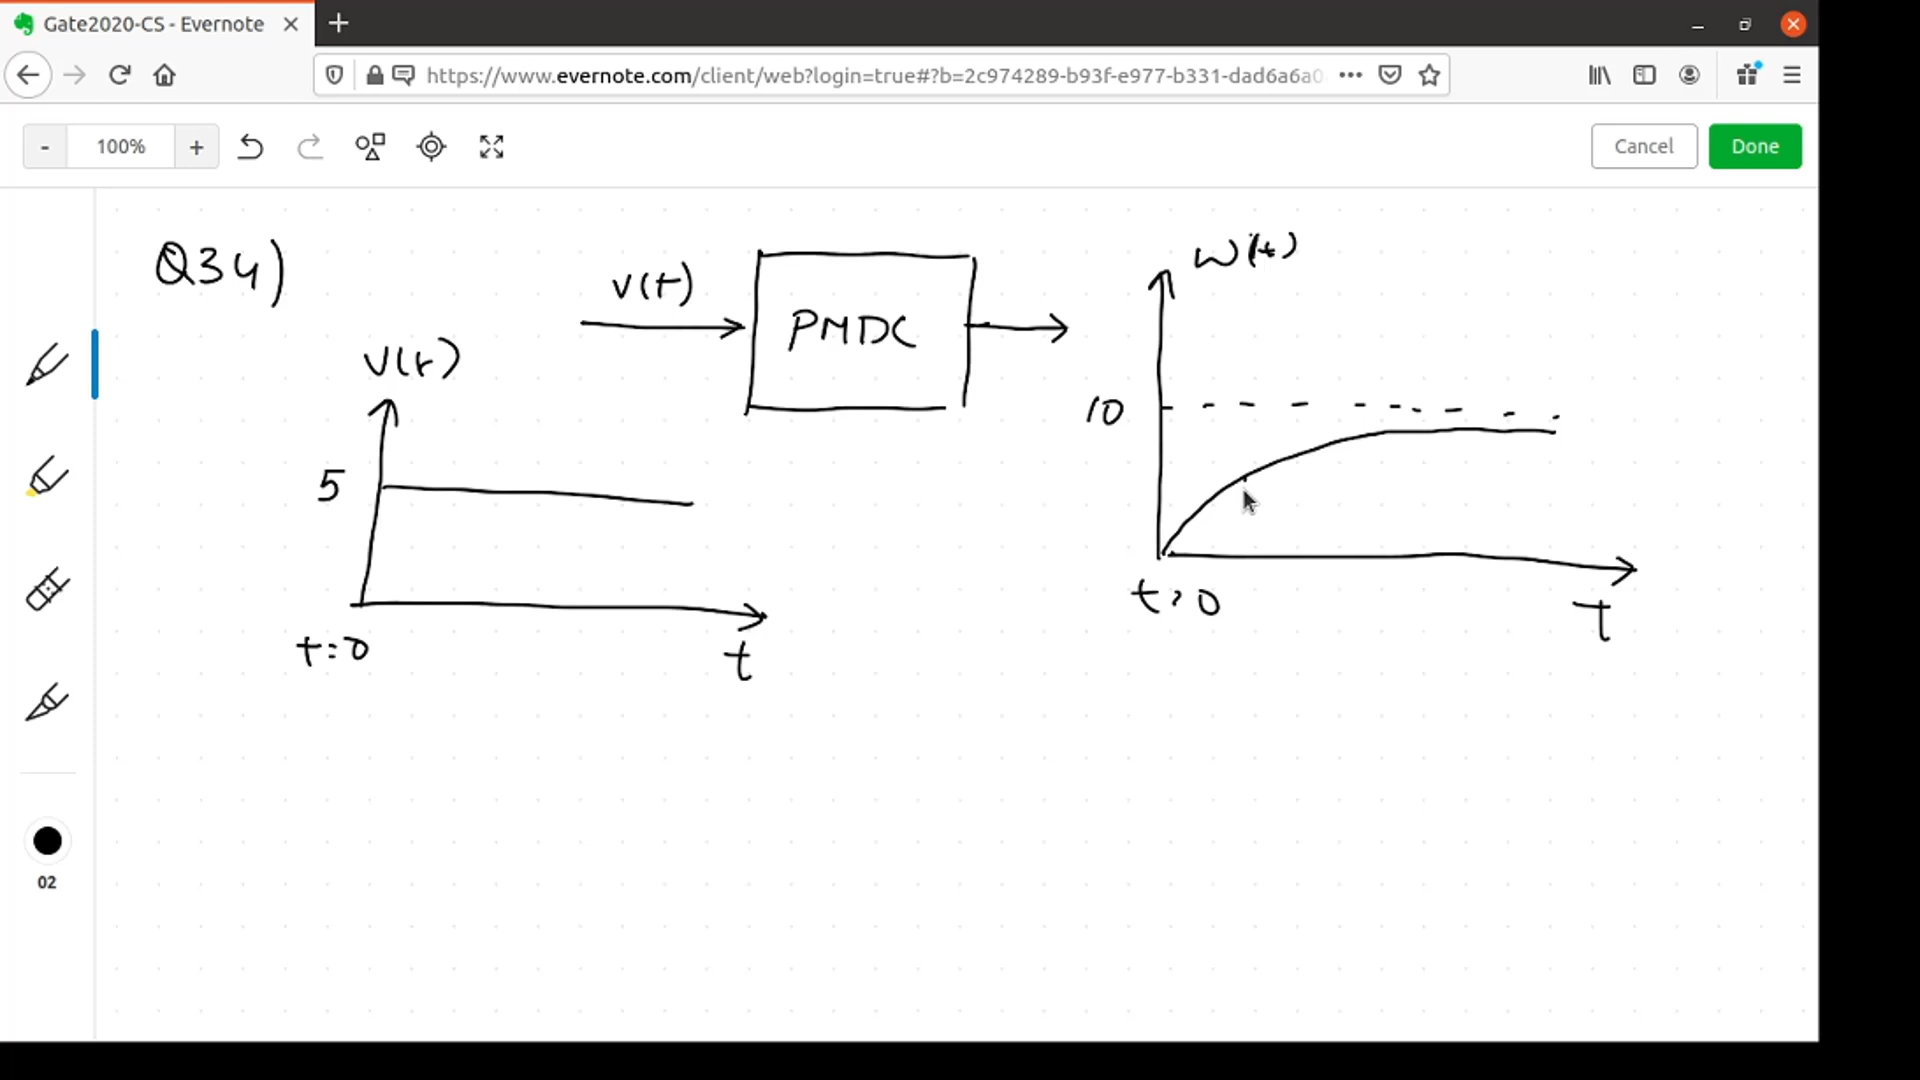 Gate2020-CS - Evernote
https://www.evernote.com/client/web?login=true#?b=2c974289-b93f-e977-b331-dad6a6a0
- 100% +
Cancel
Done
Q34)
v(t)
PMDC
w(t)
v(t)
10
5
t=0
t
t=0
t
02